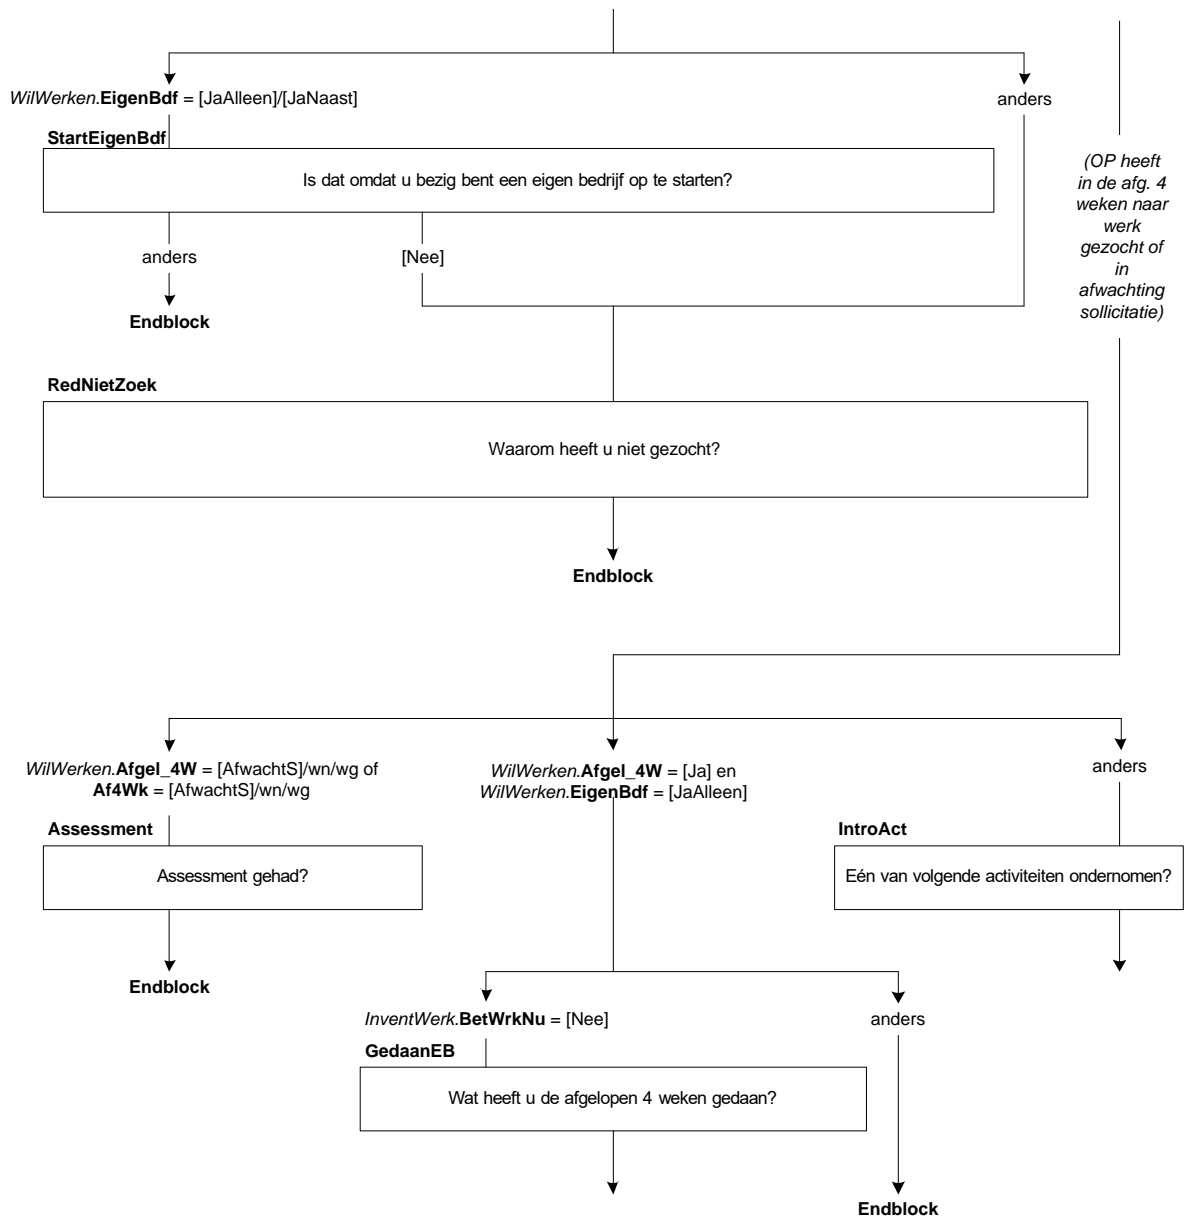 WilWerken.EigenBdf = [JaAlleen]/[JaNaast]
anders
StartEigenBdf
Is dat omdat u bezig bent een eigen bedrijf op te starten?
(OP heeft
in de afg. 4
weken naar
werk
gezocht of
in
afwachting
sollicitatie)
anders
[Nee]
Endblock
RedNietZoek
Waarom heeft u niet gezocht?
Endblock
WilWerken.Afgel_4W = [AfwachtS]/wn/wg of
Af4Wk = [AfwachtS]/wn/wg
WilWerken.Afgel_4W = [Ja] en
WilWerken.EigenBdf = [JaAlleen]
anders
Assessment
Assessment gehad?
IntroAct
Eén van volgende activiteiten ondernomen?
Endblock
InventWerk.BetWrkNu = [Nee]
anders
GedaanEB
Wat heeft u de afgelopen 4 weken gedaan?
Endblock